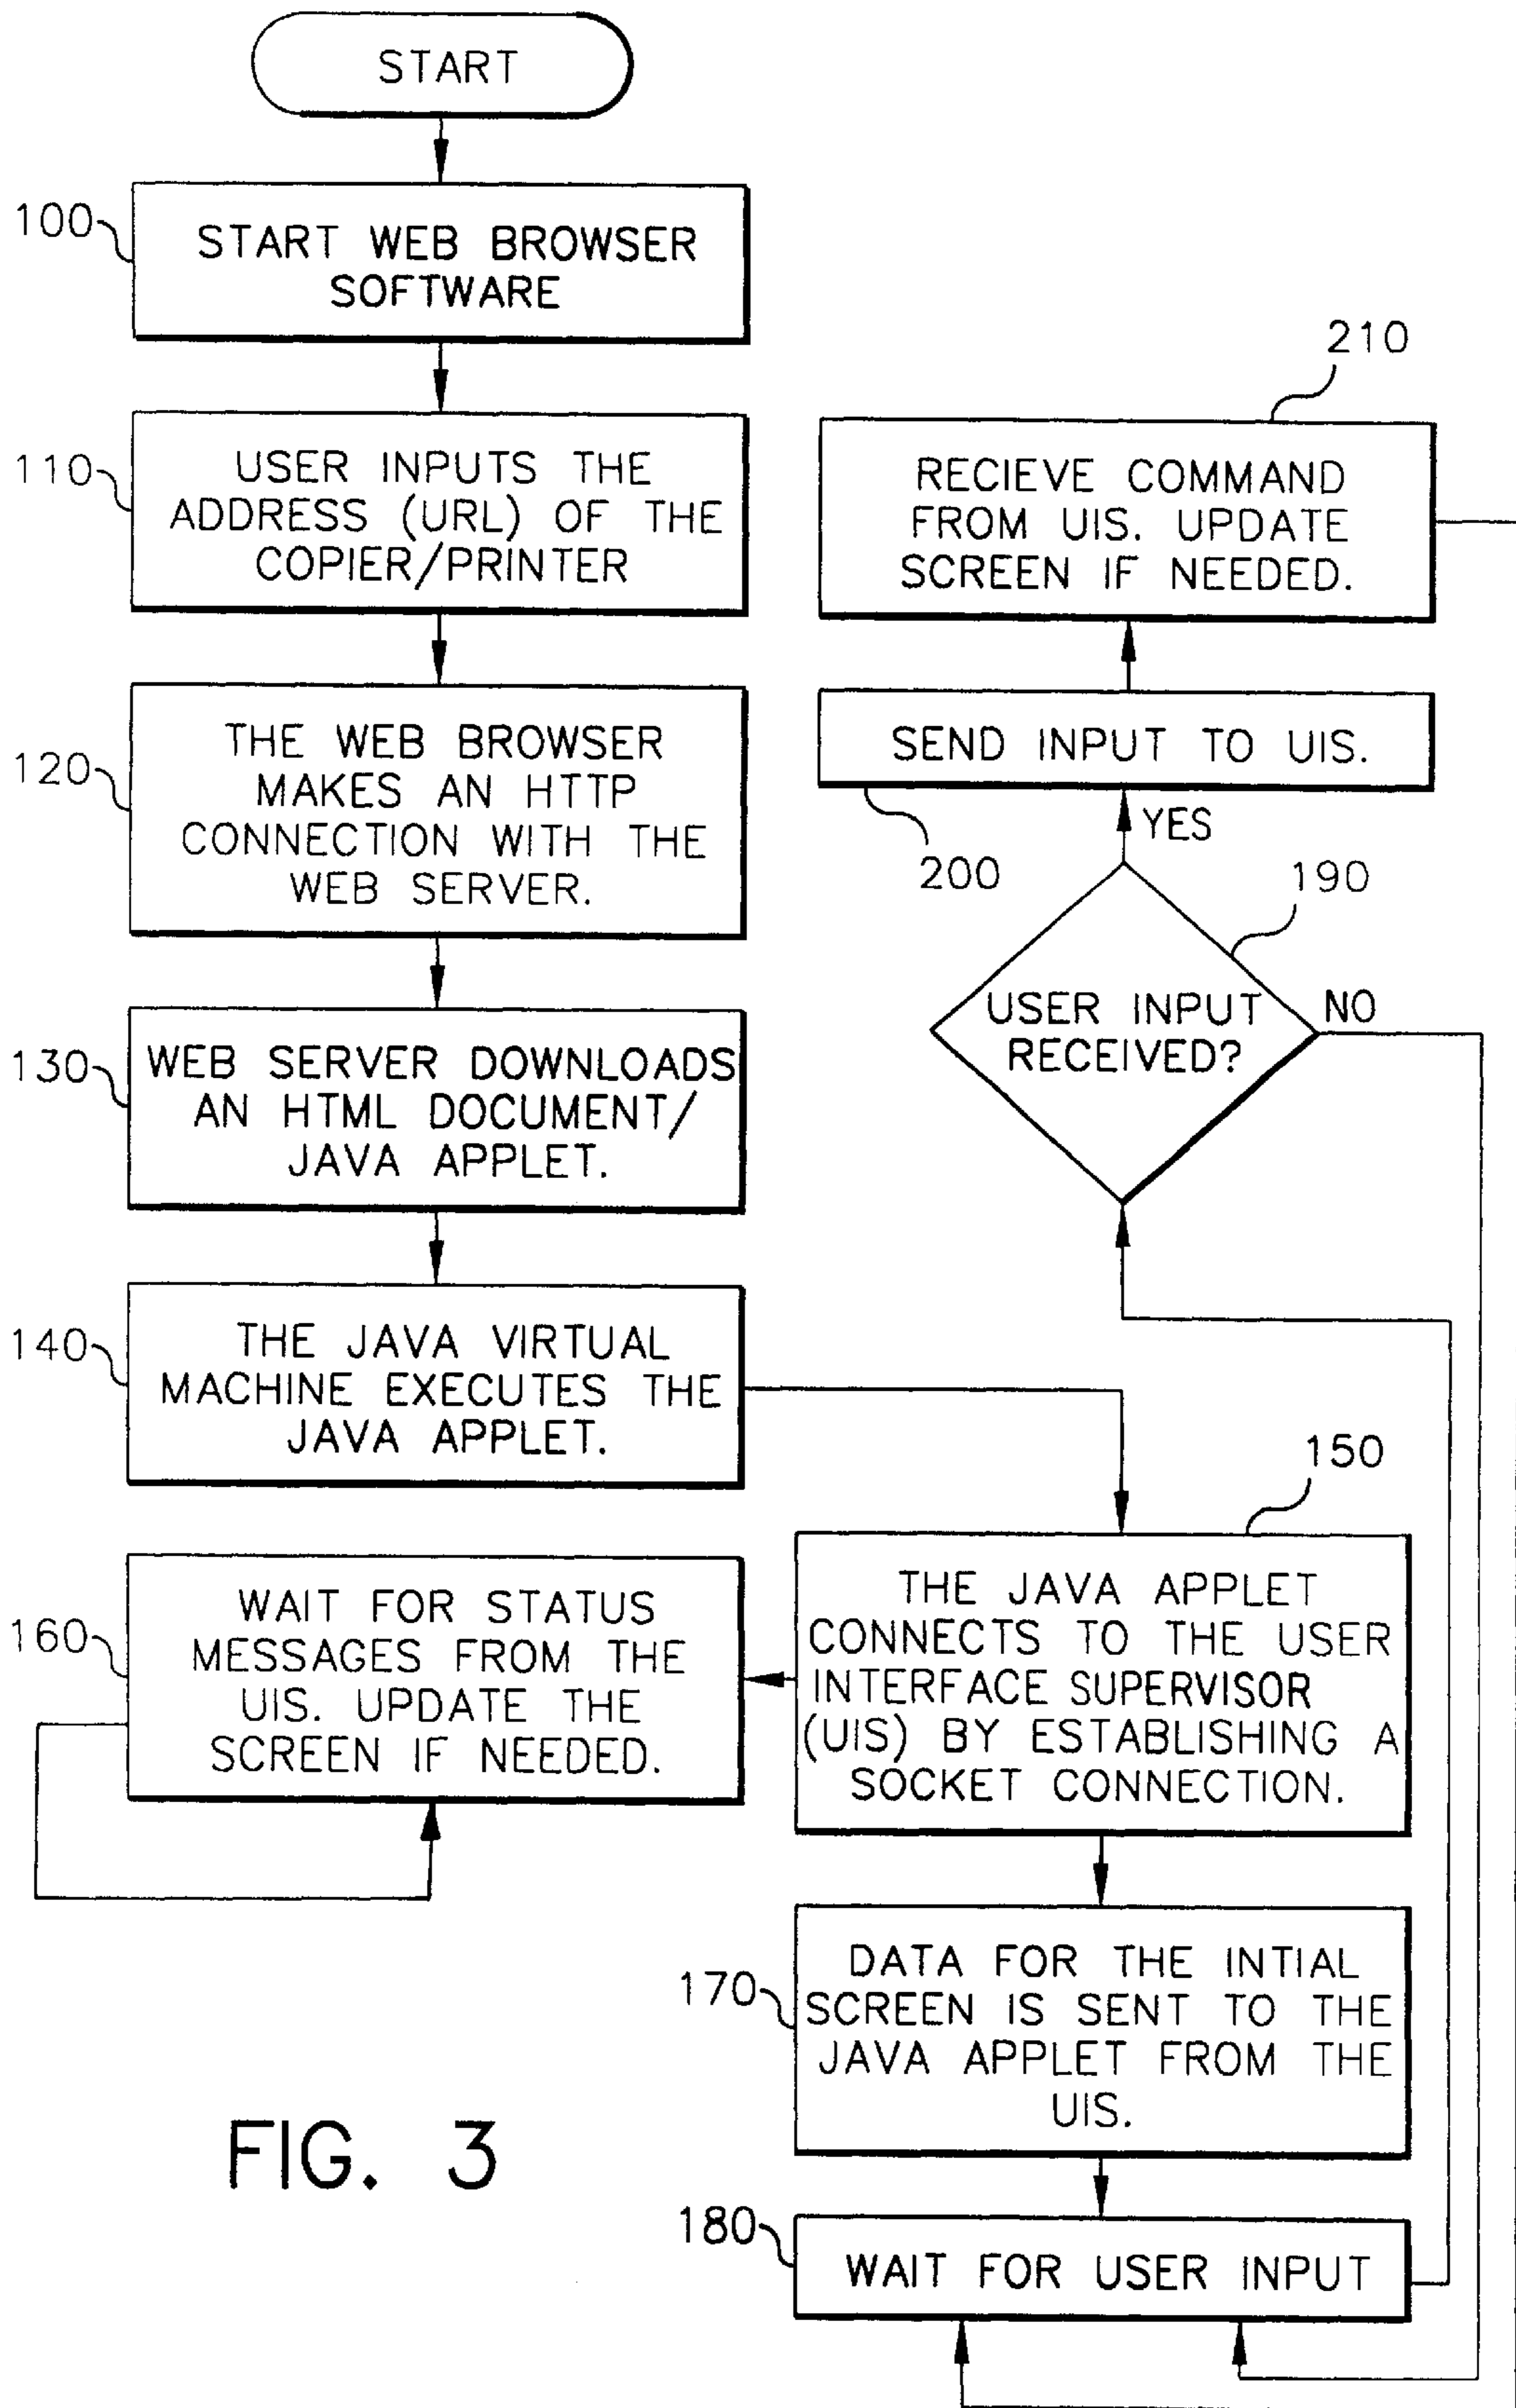 START
100
START WEB BROWSER
SOFTWARE
110
USER INPUTS THE
ADDRESS (URL) OF THE
COPIER/PRINTER
120
THE WEB BROWSER
MAKES AN HTTP
CONNECTION WITH THE
WEB SERVER.
130
WEB SERVER DOWNLOADS
AN HTML DOCUMENT/
JAVA APPLET.
140
THE JAVA VIRTUAL
MACHINE EXECUTES THE
JAVA APPLET.
150
THE JAVA APPLET
CONNECTS TO THE USER
INTERFACE SUPERVISOR
(UIS) BY ESTABLISHING A
SOCKET CONNECTION.
160
WAIT FOR STATUS
MESSAGES FROM THE
UIS. UPDATE THE
SCREEN IF NEEDED.
170
DATA FOR THE INTIAL
SCREEN IS SENT TO THE
JAVA APPLET FROM THE
UIS.
180
WAIT FOR USER INPUT
190
USER INPUT
RECEIVED?
NO
YES
200
SEND INPUT TO UIS.
210
RECIEVE COMMAND
FROM UIS. UPDATE
SCREEN IF NEEDED.
FIG. 3